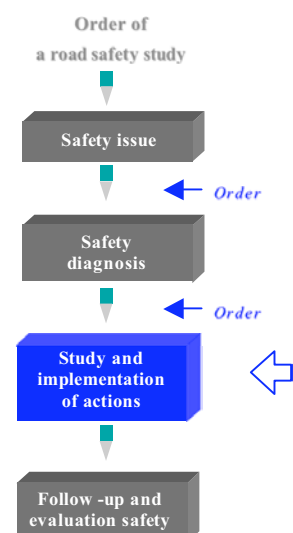 Order of
a road safety study
Safety issue
Order
Safety
diagnosis
Order
Study and
implementation
of actions
Follow -up and
evaluation safety